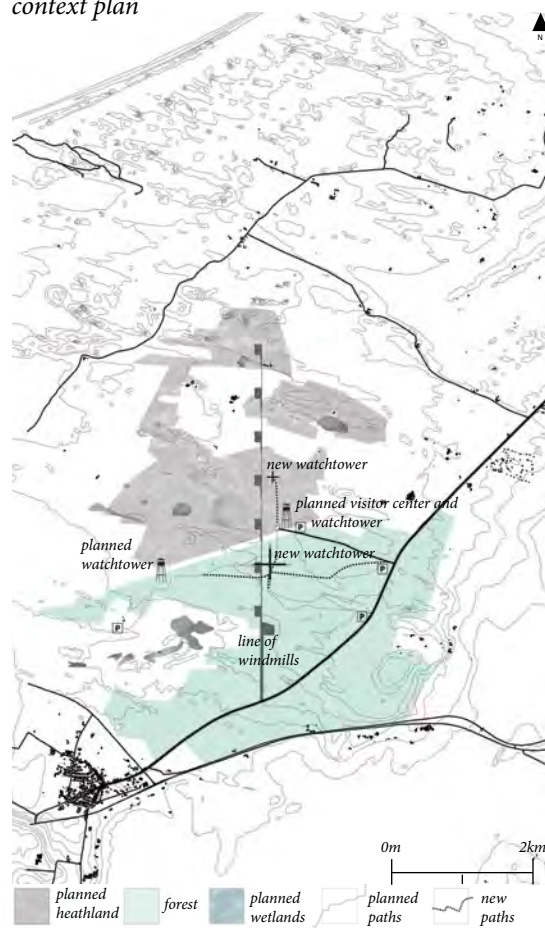 context plan
N
new watchtower
planned visitor center and
watchtower
P
planned
watchtower
new watchtower
P
P
P
line of
windmills
0m
2km
planned
heathland
forest
planned
wetlands
planned
paths
new
paths